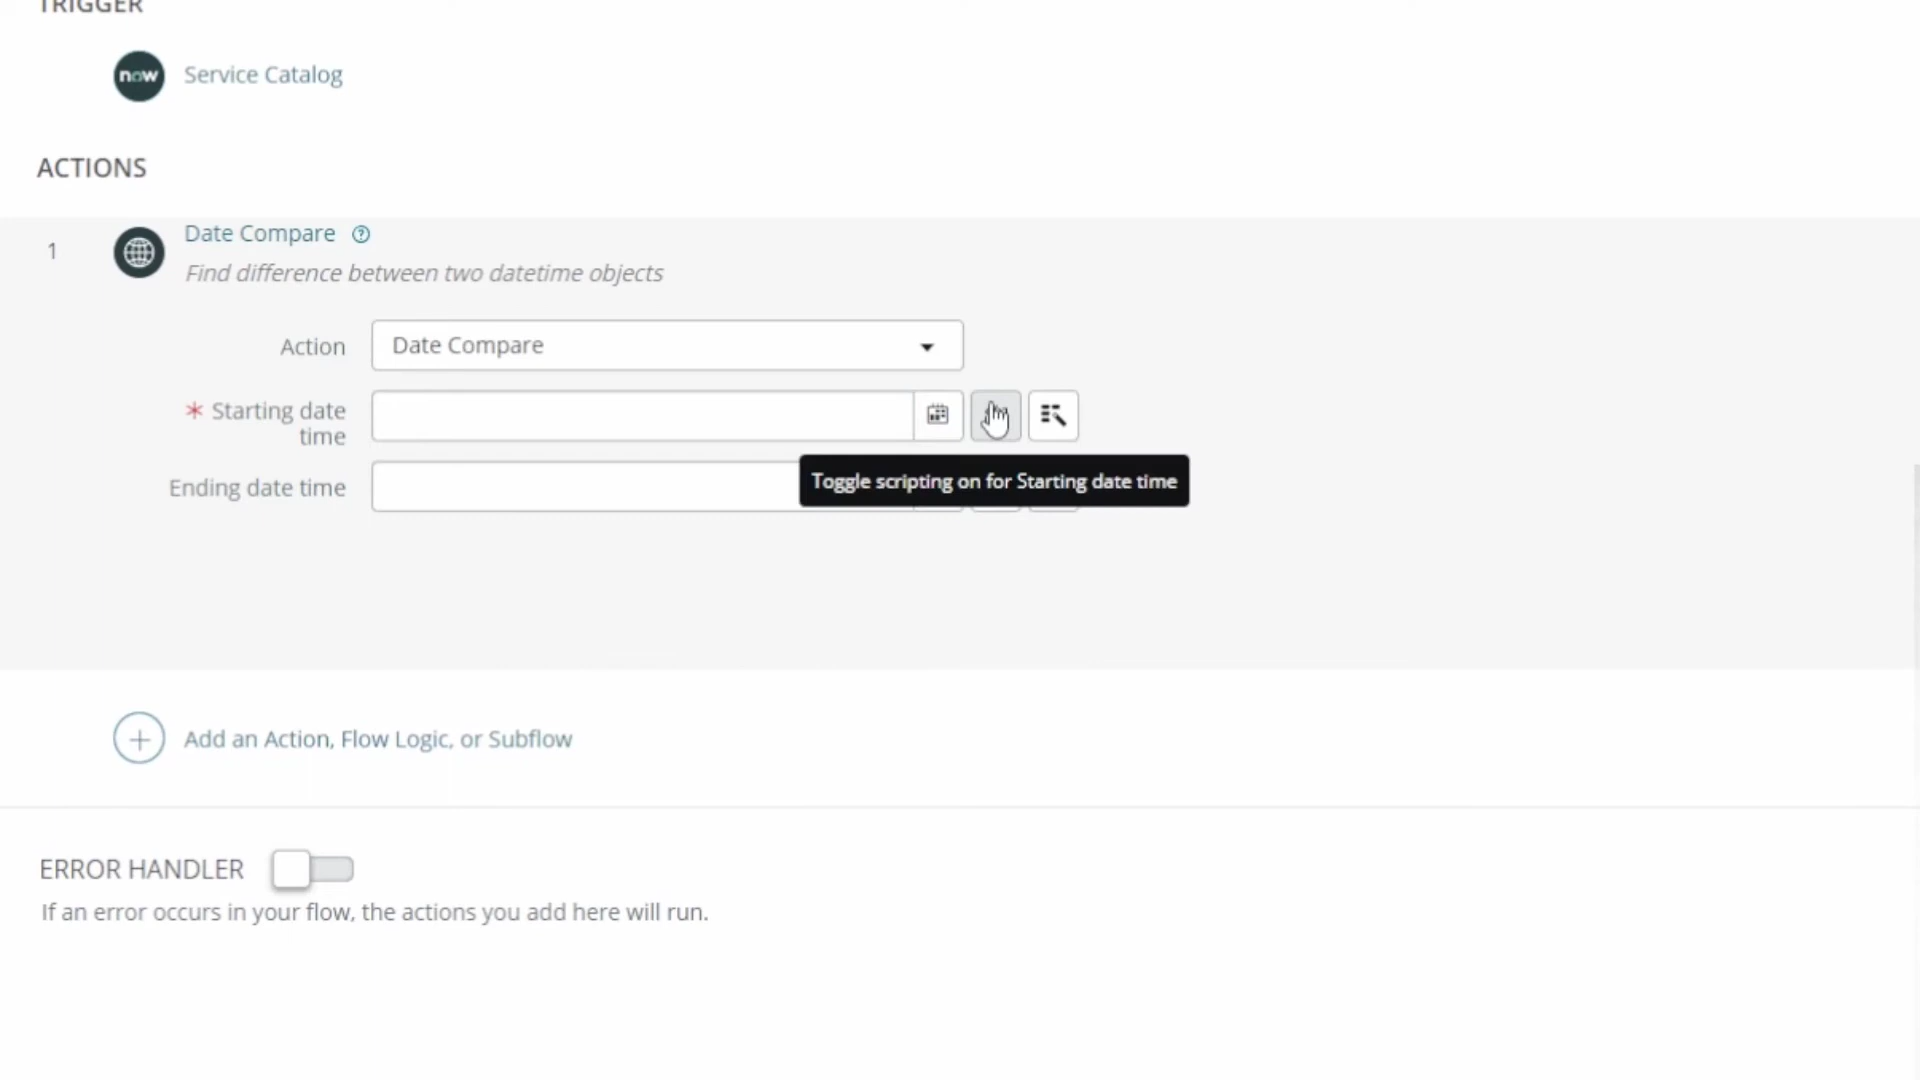 TRIGGER
now Service Catalog
ACTIONS
1
Date Compare ?
Find difference between two datetime objects
Action Date Compare
* Starting date
time
Toggle scripting on for Starting date time
Ending date time
+ Add an Action, Flow Logic, or Subflow
ERROR HANDLER
If an error occurs in your flow, the actions you add here will run.